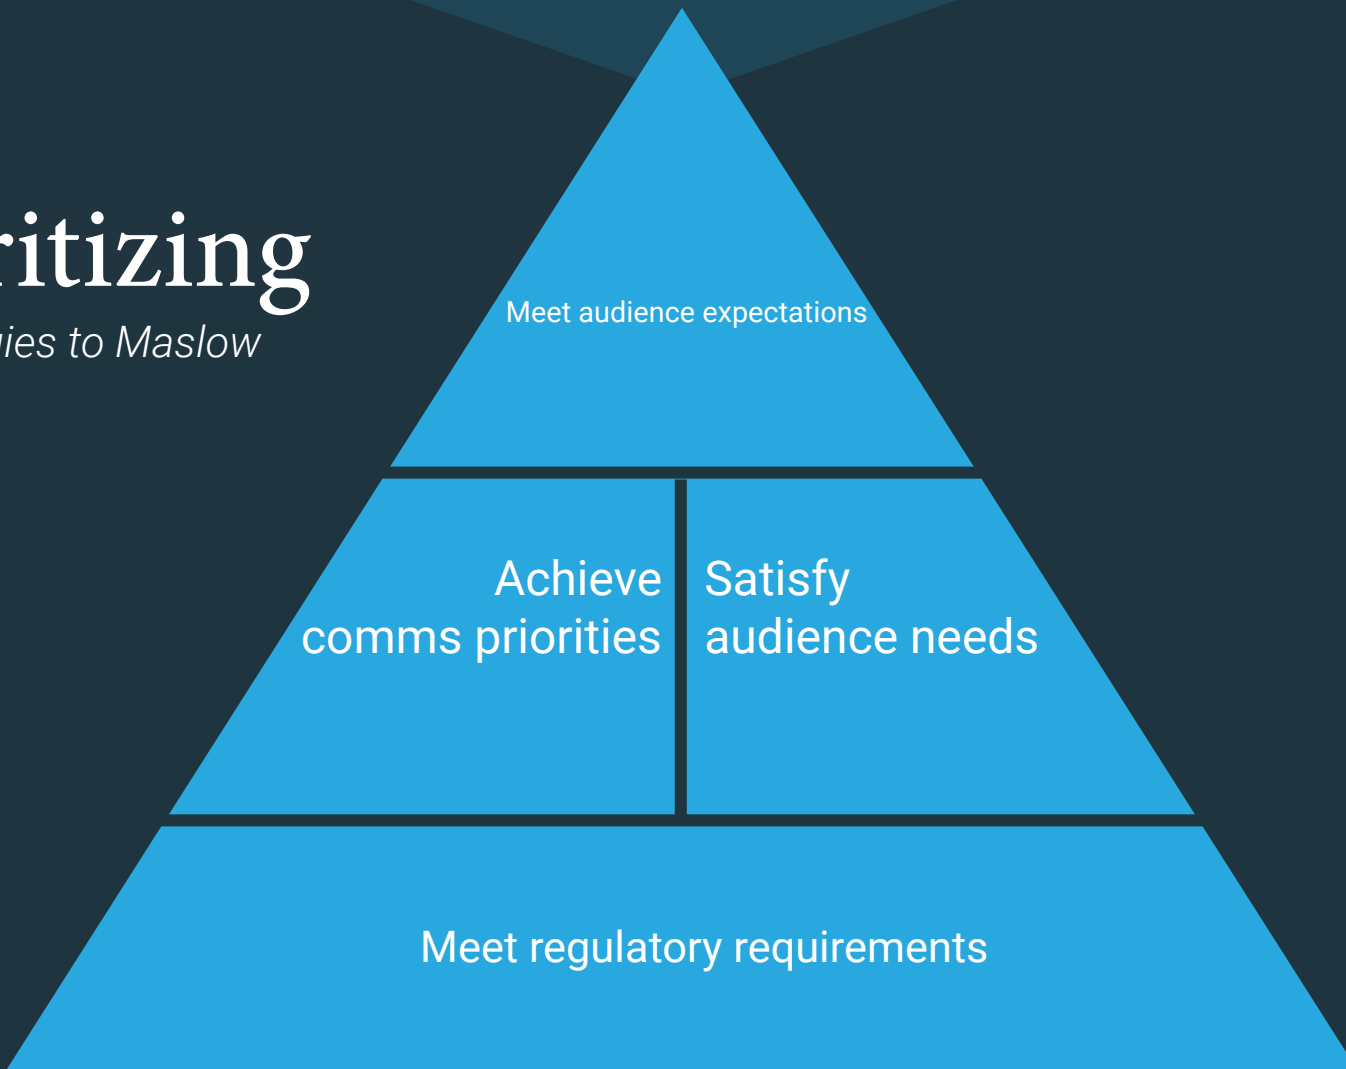 ritizing
ies to Maslow
Meet audience expectations
Achieve
comms priorities
Satisfy
audience needs
Meet regulatory requirements